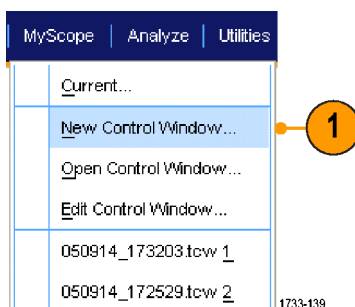 MyScope | Analyze | Utilities
Current...
New Control Window...
1
Open Control Window...
Edit Control Window...
050914_173203.tcw 1
050914_172529.tcw 2
1733-139